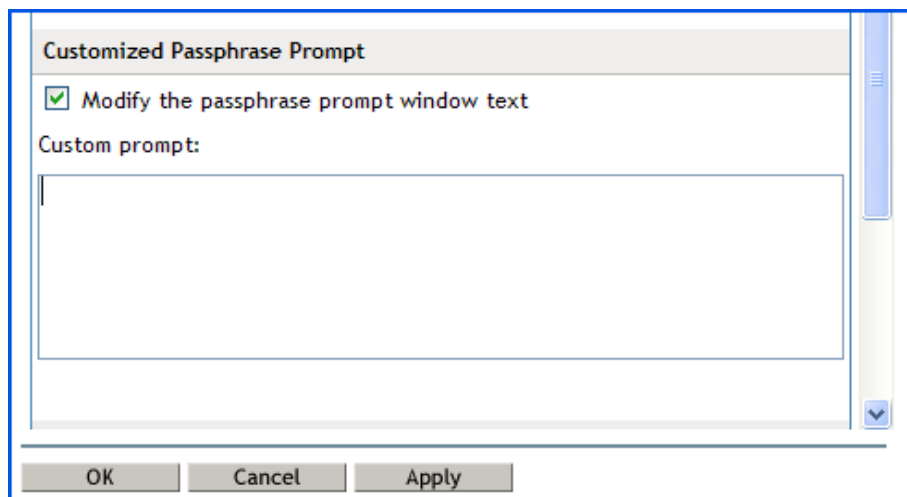 Customized Passphrase Prompt
Modify the passphrase prompt window text
Custom prompt:
OK Cancel Apply